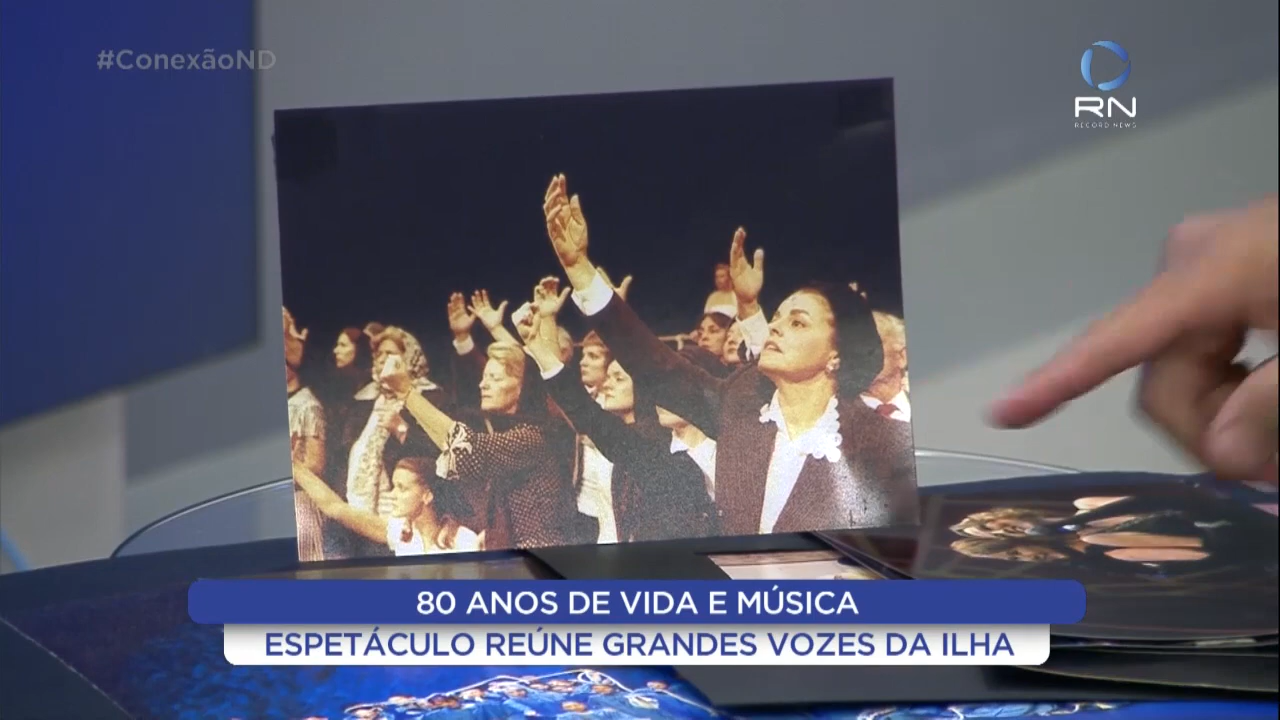 #ConexãoND
RN
RECORD NEWS
80 ANOS DE VIDA E MÚSICA
ESPETÁCULO REÚNE GRANDES VOZES DA ILHA